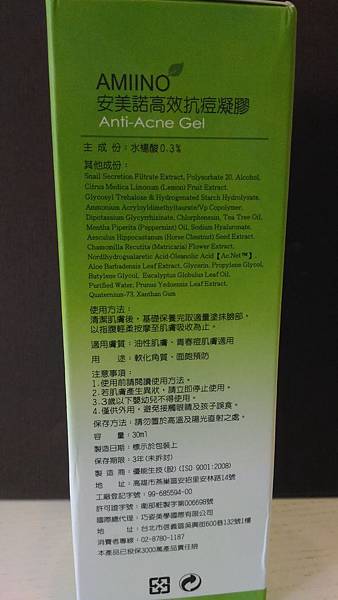 AMIINO
安美諾高效抗痘凝膠
Anti-Acne Gel
主 成 份：水楊酸0.3%
其他成份：
Snail Secretion Filtrate Extract, Polysorbate 20, Alcohol,
Citrus Medica Limonum (Lemon) Fruit Extract,
Glycosyl Trehalose & Hydrogenated Starch Hydrolysate,
Ammonium Acryloyldimethyltaurate/Vp Copolymer,
Dipotassium Glycyrrhizinate, Chlorphensin, Tea Tree Oil,
Mentha Piperita (Peppermint) Oil, Sodium Hyaluronate,
Aesculus Hippocastanum (Horse Chestnut) Seed Extract,
Chamomilla Recutita (Matricaria) Flower Extract,
Nordihydroguaiaretic Acid·Oleanolic Acid【Ac.Net™】,
Aloe Barbadensis Leaf Extract, Glycerin, Propylene Glycol,
Butylene Glycol, Eucalyptus Globulus Leaf Oil,
Purified Water, Prunus Yedoensis Leaf Extract,
Quaternium-73, Xanthan Gum
使用方法：
清潔肌膚後，基礎保養完取適量塗抹臉部，
以指腹輕柔按摩至肌膚吸收為止。
適用膚質：油性肌膚、青春痘肌膚適用
用 途：軟化角質、面皰預防
注意事項：
1.使用前請閱讀使用方法。
2.若肌膚產生異狀，請立即停止使用。
3.3歲以下嬰幼兒不得使用。
4.僅供外用，避免接觸眼睛及孩子誤食。
保存方法：請勿置於高溫及陽光直射之處。
容 量：30ml
製造日期：標示於包裝上
保存期限：3年(未拆封)
製 造 商：優能生技(股) (ISO 9001:2008)
地 址：高雄市燕巢區安招里安林路14號
工廠登記字號：99-685594-00
許可證字號：衛部粧製字第006698號
國際總代理：巧姿美學國際有限公司
地 址：台北市信義區吳興街600巷132號1樓
消費者專線：02-8780-1187
本產品已投保3000萬產品責任險